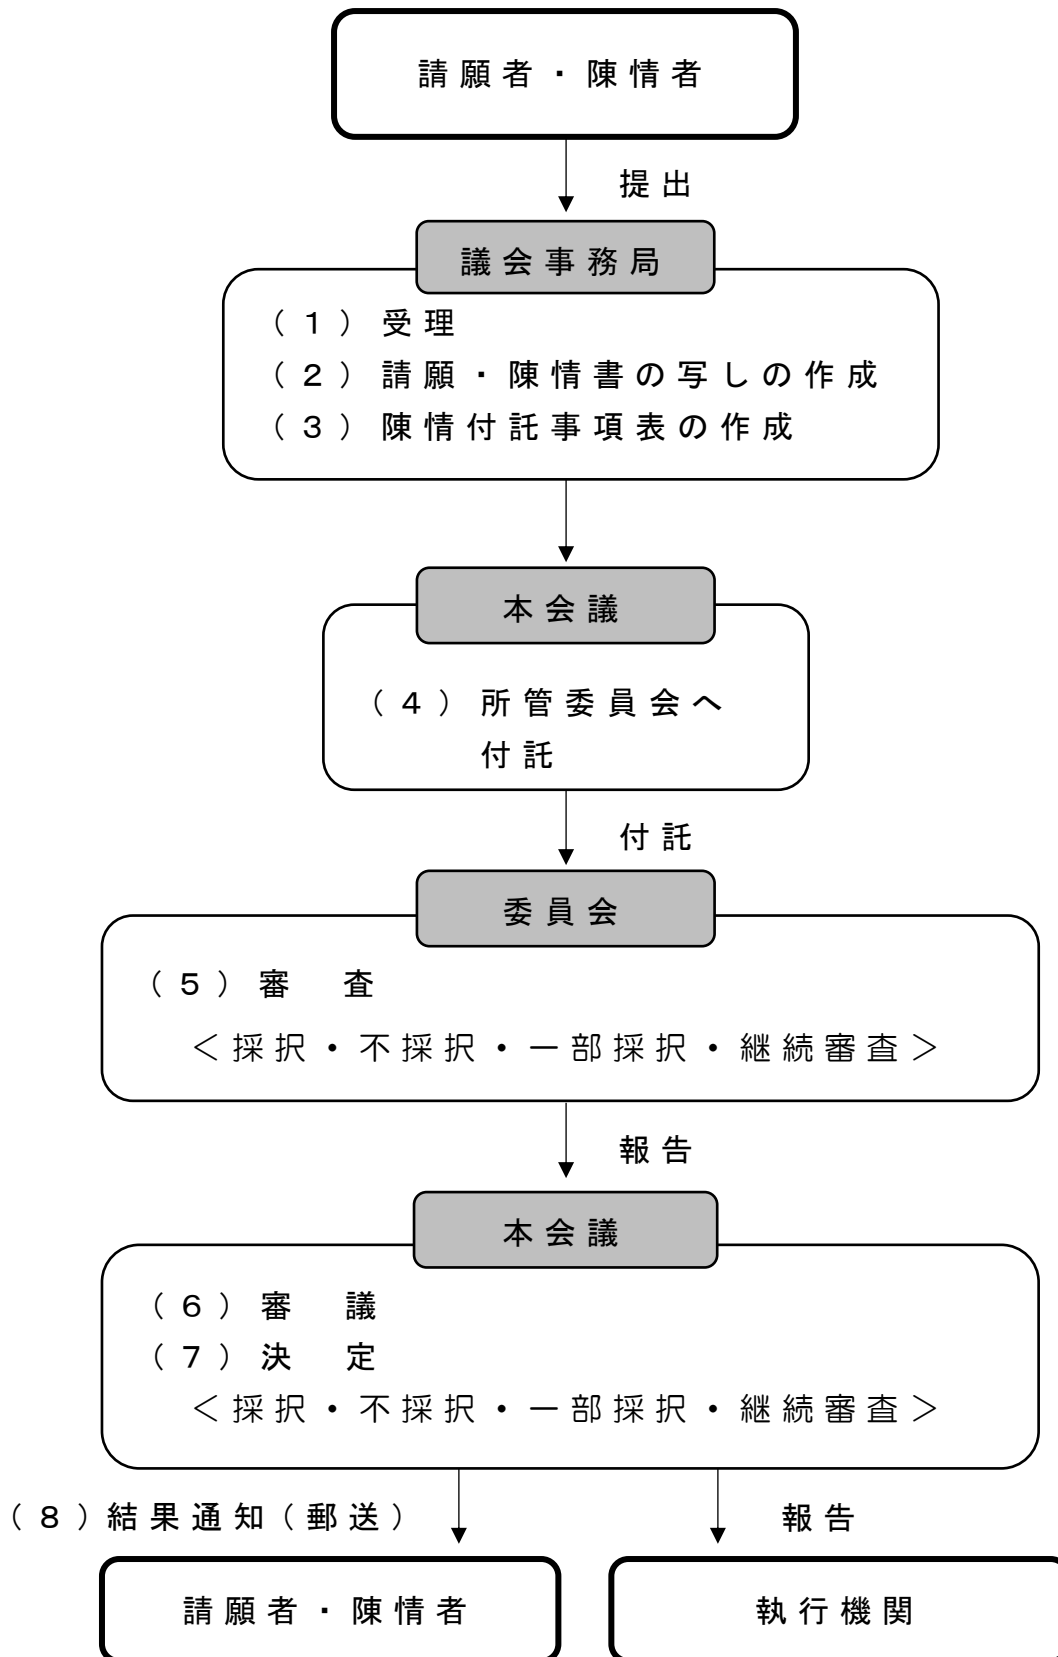 請願者・陳情者
提出
議会事務局
（１）受理
（２）請願・陳情書の写しの作成
（３）陳情付託事項表の作成
本会議
（４）所管委員会へ
付託
付託
委員会
（５）審　査
＜採択・不採択・一部採択・継続審査＞
報告
本会議
（６）審　議
（７）決　定
＜採択・不採択・一部採択・継続審査＞
（８）結果通知（郵送）
報告
請願者・陳情者
執行機関